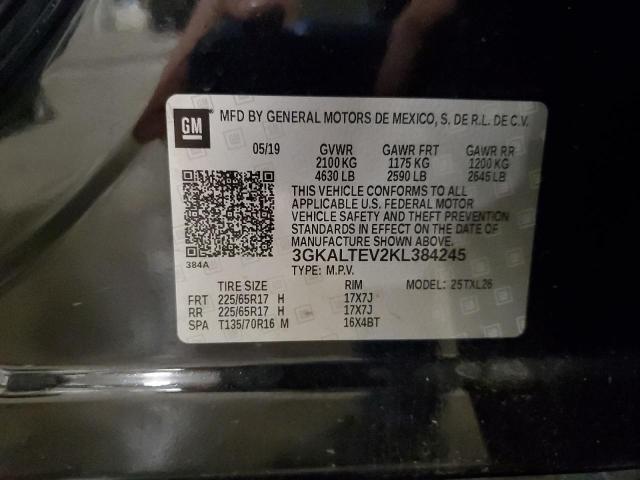 GM MFD BY GENERAL MOTORS DE MEXICO, S. DE R.L. DE C.V.
05/19 GVWR GAWR FRT GAWR RR
2100 KG 1175 KG 1200 KG
4630 LB 2590 LB 2645 LB
THIS VEHICLE CONFORMS TO ALL
APPLICABLE U.S. FEDERAL MOTOR
VEHICLE SAFETY AND THEFT PREVENTION
STANDARDS IN EFFECT ON THE DATE OF
MANUFACTURE SHOWN ABOVE.
384A 3GKALTEV2KL384245
TYPE: M.P.V. MODEL: 25TXL26
TIRE SIZE RIM
FRT 225/65R17 H 17X7J
RR 225/65R17 H 17X7J
SPA T135/70R16 M 16X4BT